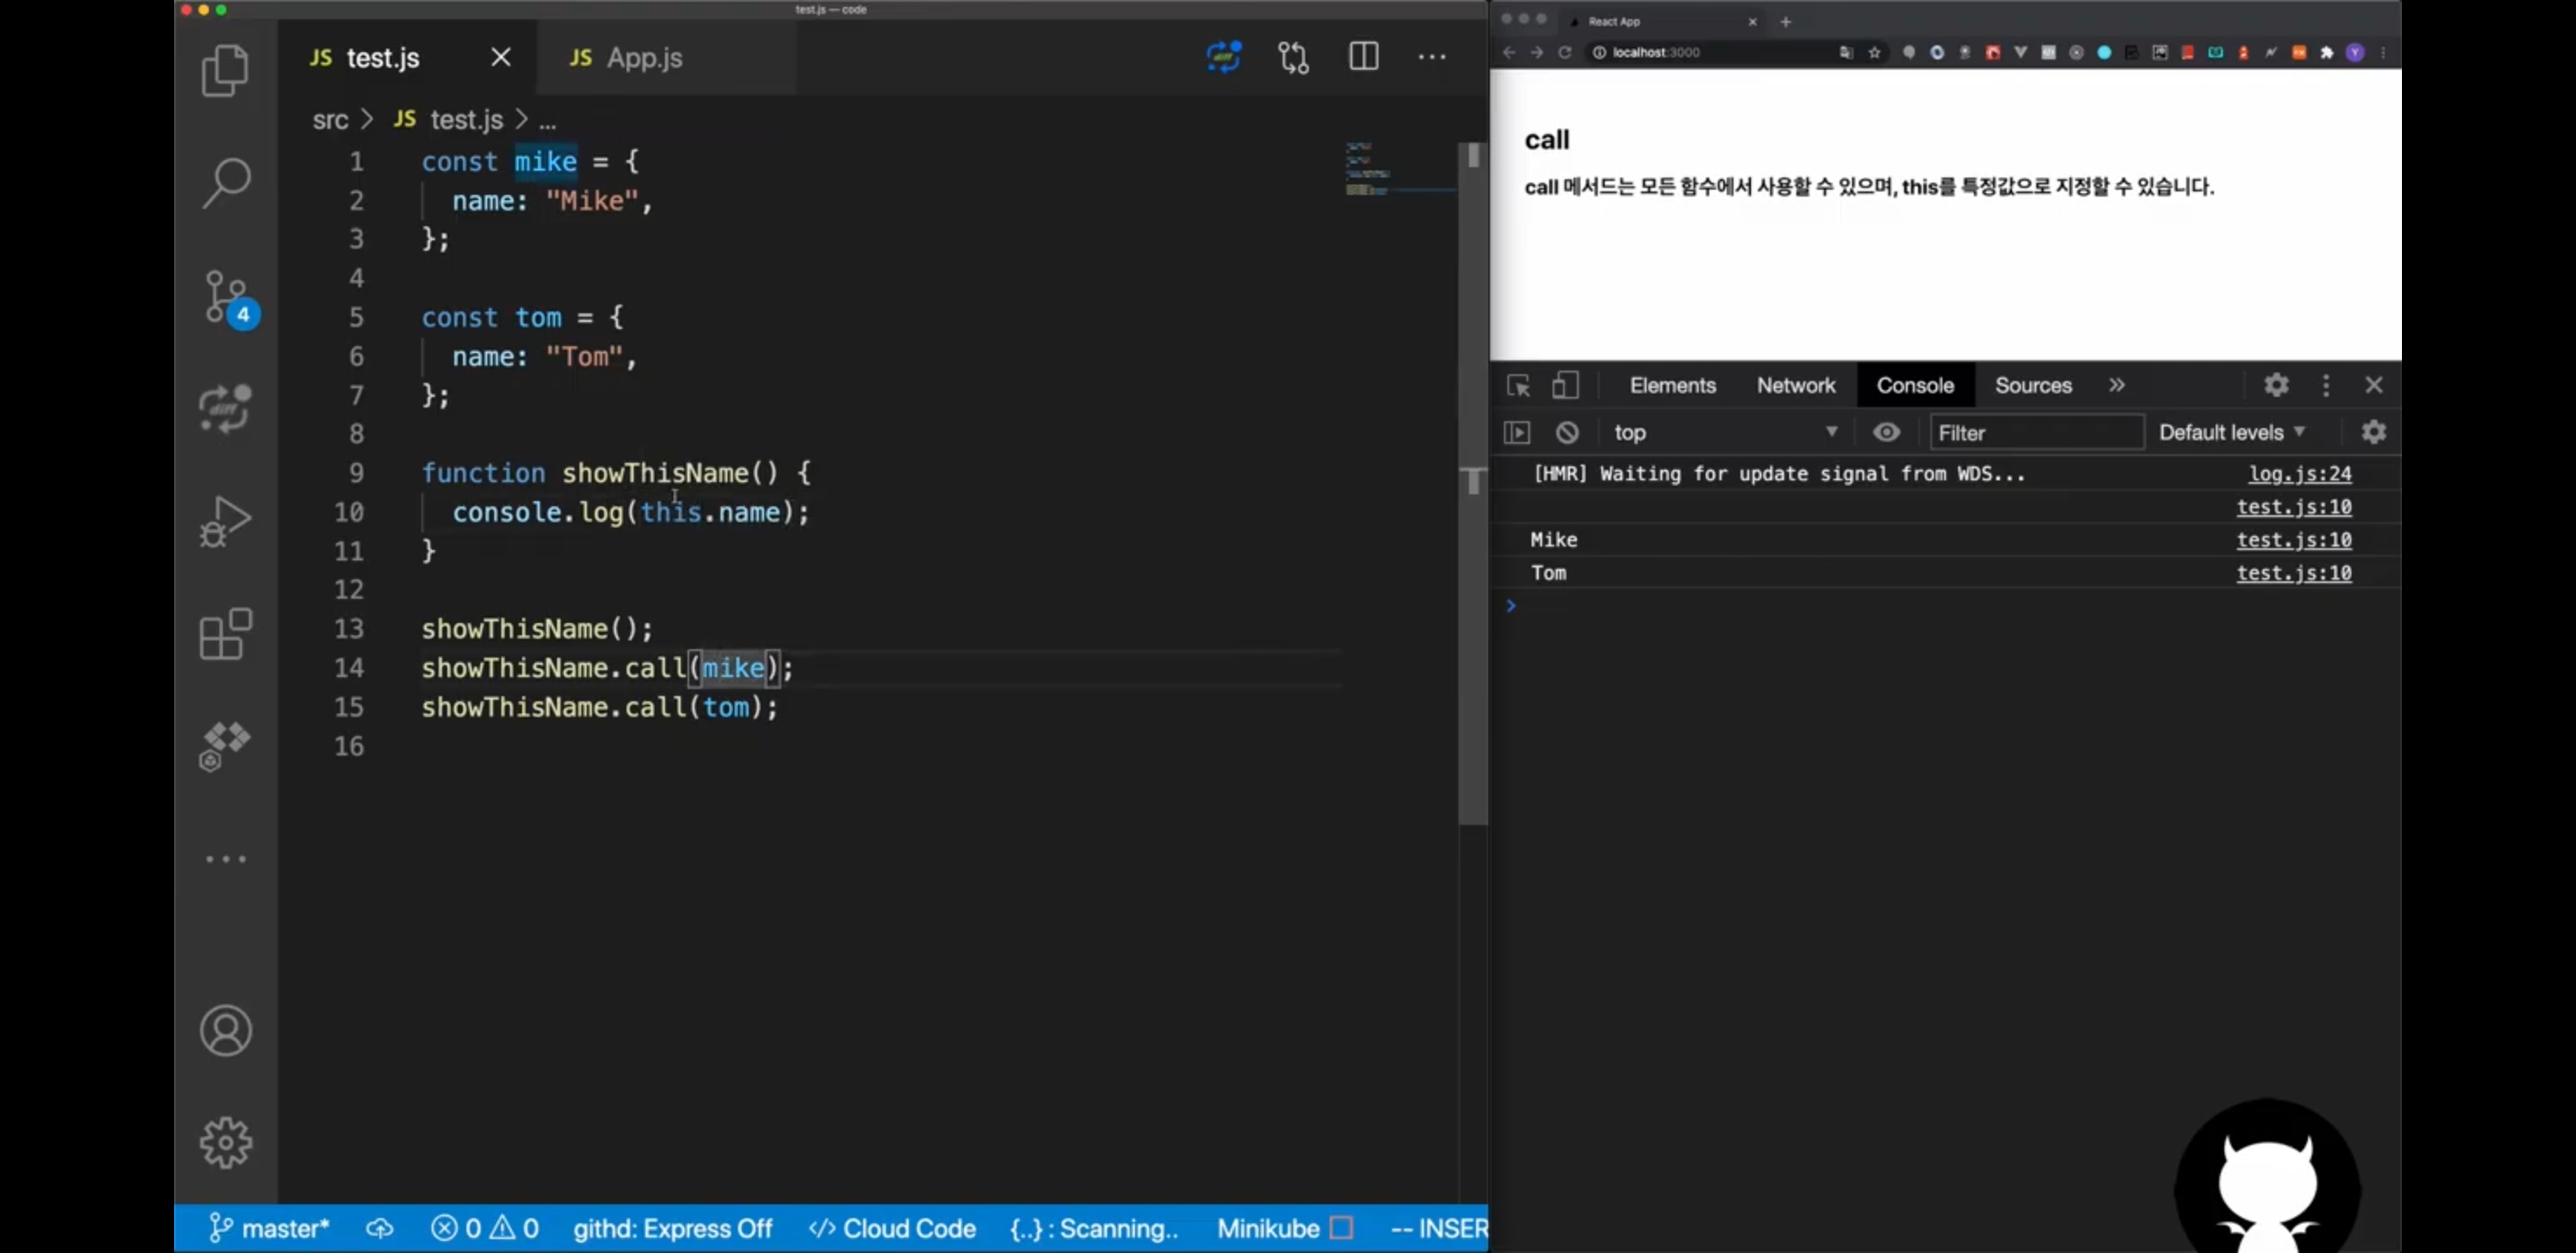 test.js — code
JS test.js
JS App.js
src > JS test.js > ...
1 const mike = {
2 name: "Mike",
3 };
4
5 const tom = {
6 name: "Tom",
7 };
8
9 function showThisName() {
10 console.log(this.name);
11 }
12
13 showThisName();
14 showThisName.call(mike);
15 showThisName.call(tom);
16
4
diff
master* 0 0 githd: Express Off </> Cloud Code {..} : Scanning.. Minikube -- INSER
React App
localhost:3000
call
call 메서드는 모든 함수에서 사용할 수 있으며, this를 특정값으로 지정할 수 있습니다.
Elements Network Console Sources »
top Filter Default levels
[HMR] Waiting for update signal from WDS... log.js:24
test.js:10
Mike test.js:10
Tom test.js:10
>